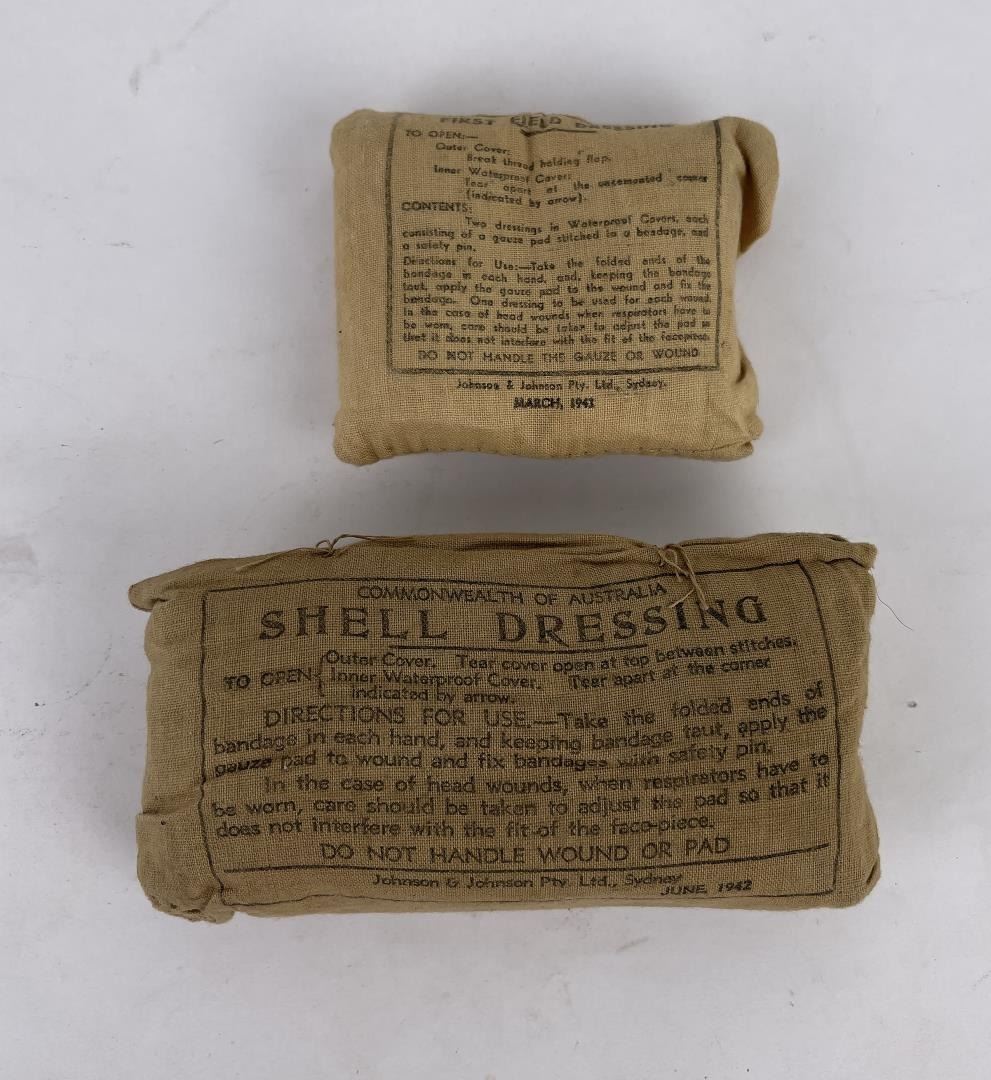 FIRST FIELD DRESSING
TO OPEN:—
Outer Cover:
Break thread holding flap.
Inner Waterproof Cover:
Tear apart at the uncemented corner
(indicated by arrow).
CONTENTS:
Two dressings in Waterproof Covers, each
consisting of a gauze pad stitched to a bandage, and
a safety pin.
Directions for Use:—Take the folded ends of the
bandage in each hand, and, keeping the bandage
taut, apply the gauze pad to the wound and fix the
bandage. One dressing to be used for each wound.
In the case of head wounds when respirators have to
be worn, care should be taken to adjust the pad so
that it does not interfere with the fit of the facepiece.
DO NOT HANDLE THE GAUZE OR WOUND
Johnson & Johnson Pty. Ltd., Sydney.
MARCH, 1943
COMMONWEALTH OF AUSTRALIA
SHELL DRESSING
TO OPEN: { Outer Cover. Tear cover open at top between stitches.
Inner Waterproof Cover. Tear apart at the corner
indicated by arrow.
DIRECTIONS FOR USE.—Take the folded ends of
bandage in each hand, and keeping bandage taut, apply the
gauze pad to wound and fix bandages with safety pin.
In the case of head wounds, when respirators have to
be worn, care should be taken to adjust the pad so that it
does not interfere with the fit of the face-piece.
DO NOT HANDLE WOUND OR PAD
Johnson & Johnson Pty. Ltd., Sydney
JUNE, 1942